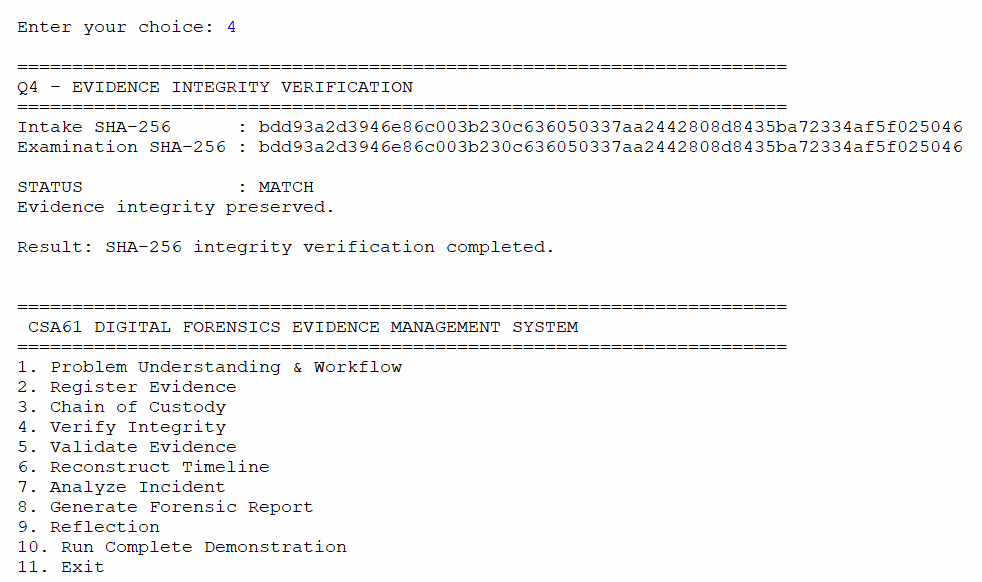 Enter your choice: 4
======================================================================
Q4 - EVIDENCE INTEGRITY VERIFICATION
======================================================================
Intake SHA-256      : bdd93a2d3946e86c003b230c636050337aa2442808d8435ba72334af5f025046
Examination SHA-256 : bdd93a2d3946e86c003b230c636050337aa2442808d8435ba72334af5f025046
STATUS              : MATCH
Evidence integrity preserved.
Result: SHA-256 integrity verification completed.
======================================================================
 CSA61 DIGITAL FORENSICS EVIDENCE MANAGEMENT SYSTEM
======================================================================
1. Problem Understanding & Workflow
2. Register Evidence
3. Chain of Custody
4. Verify Integrity
5. Validate Evidence
6. Reconstruct Timeline
7. Analyze Incident
8. Generate Forensic Report
9. Reflection
10. Run Complete Demonstration
11. Exit